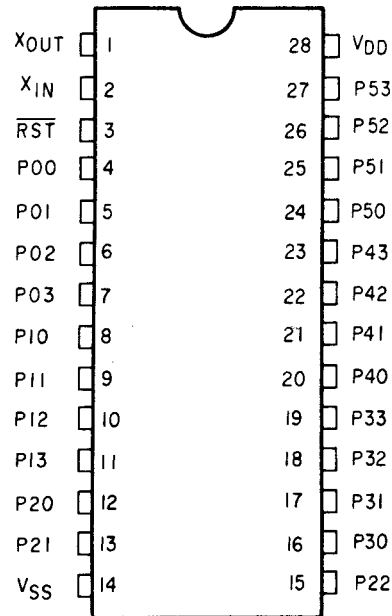 XOUT 1 28 VDD
XIN 2 27 P53
RST 3 26 P52
P00 4 25 P51
P01 5 24 P50
P02 6 23 P43
P03 7 22 P42
P10 8 21 P41
P11 9 20 P40
P12 10 19 P33
P13 11 18 P32
P20 12 17 P31
P21 13 16 P30
VSS 14 15 P22